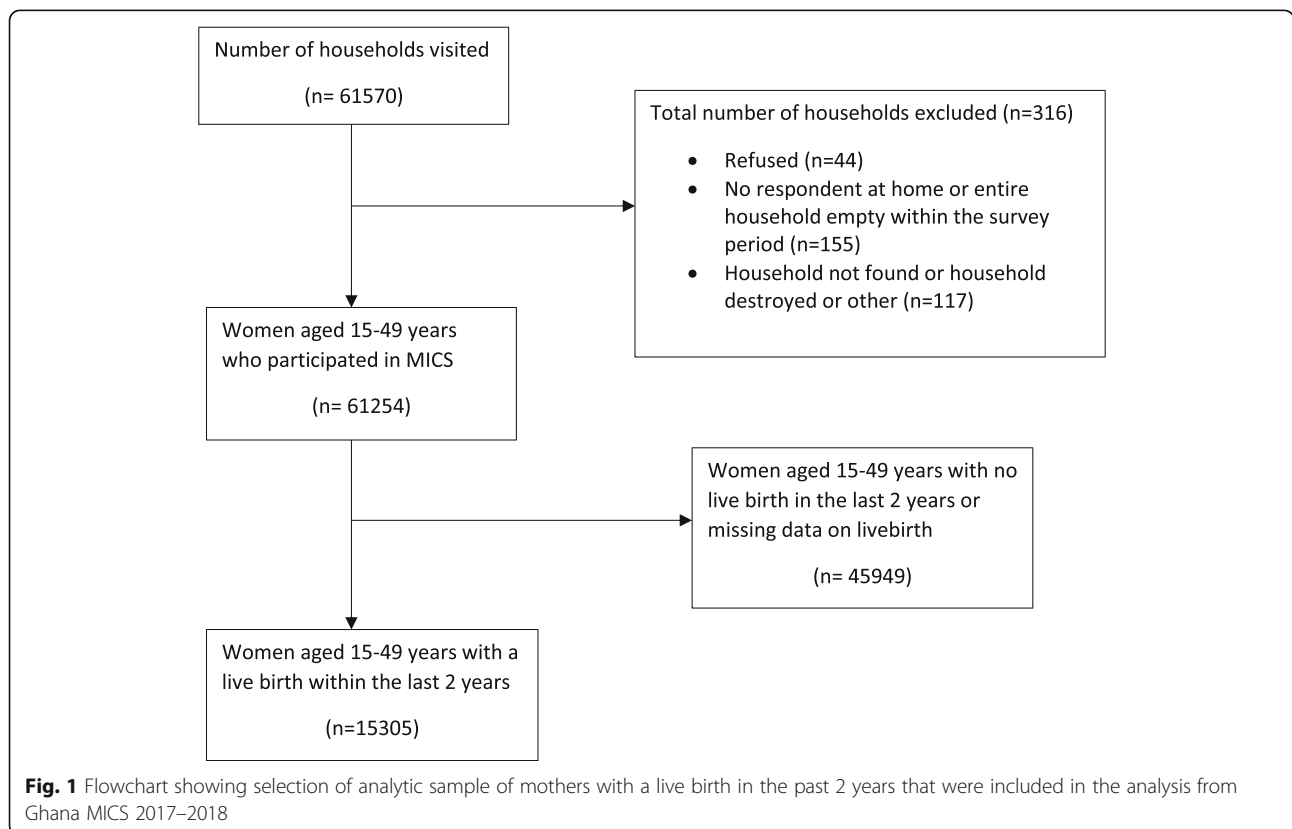 Number of households visited
(n= 61570)
Total number of households excluded (n=316)
• Refused (n=44)
• No respondent at home or entire
household empty within the survey
period (n=155)
• Household not found or household
destroyed or other (n=117)
Women aged 15-49 years
who participated in MICS
(n= 61254)
Women aged 15-49 years with no
live birth in the last 2 years or
missing data on livebirth
(n= 45949)
Women aged 15-49 years with a
live birth within the last 2 years
(n=15305)
Fig. 1 Flowchart showing selection of analytic sample of mothers with a live birth in the past 2 years that were included in the analysis from
Ghana MICS 2017–2018